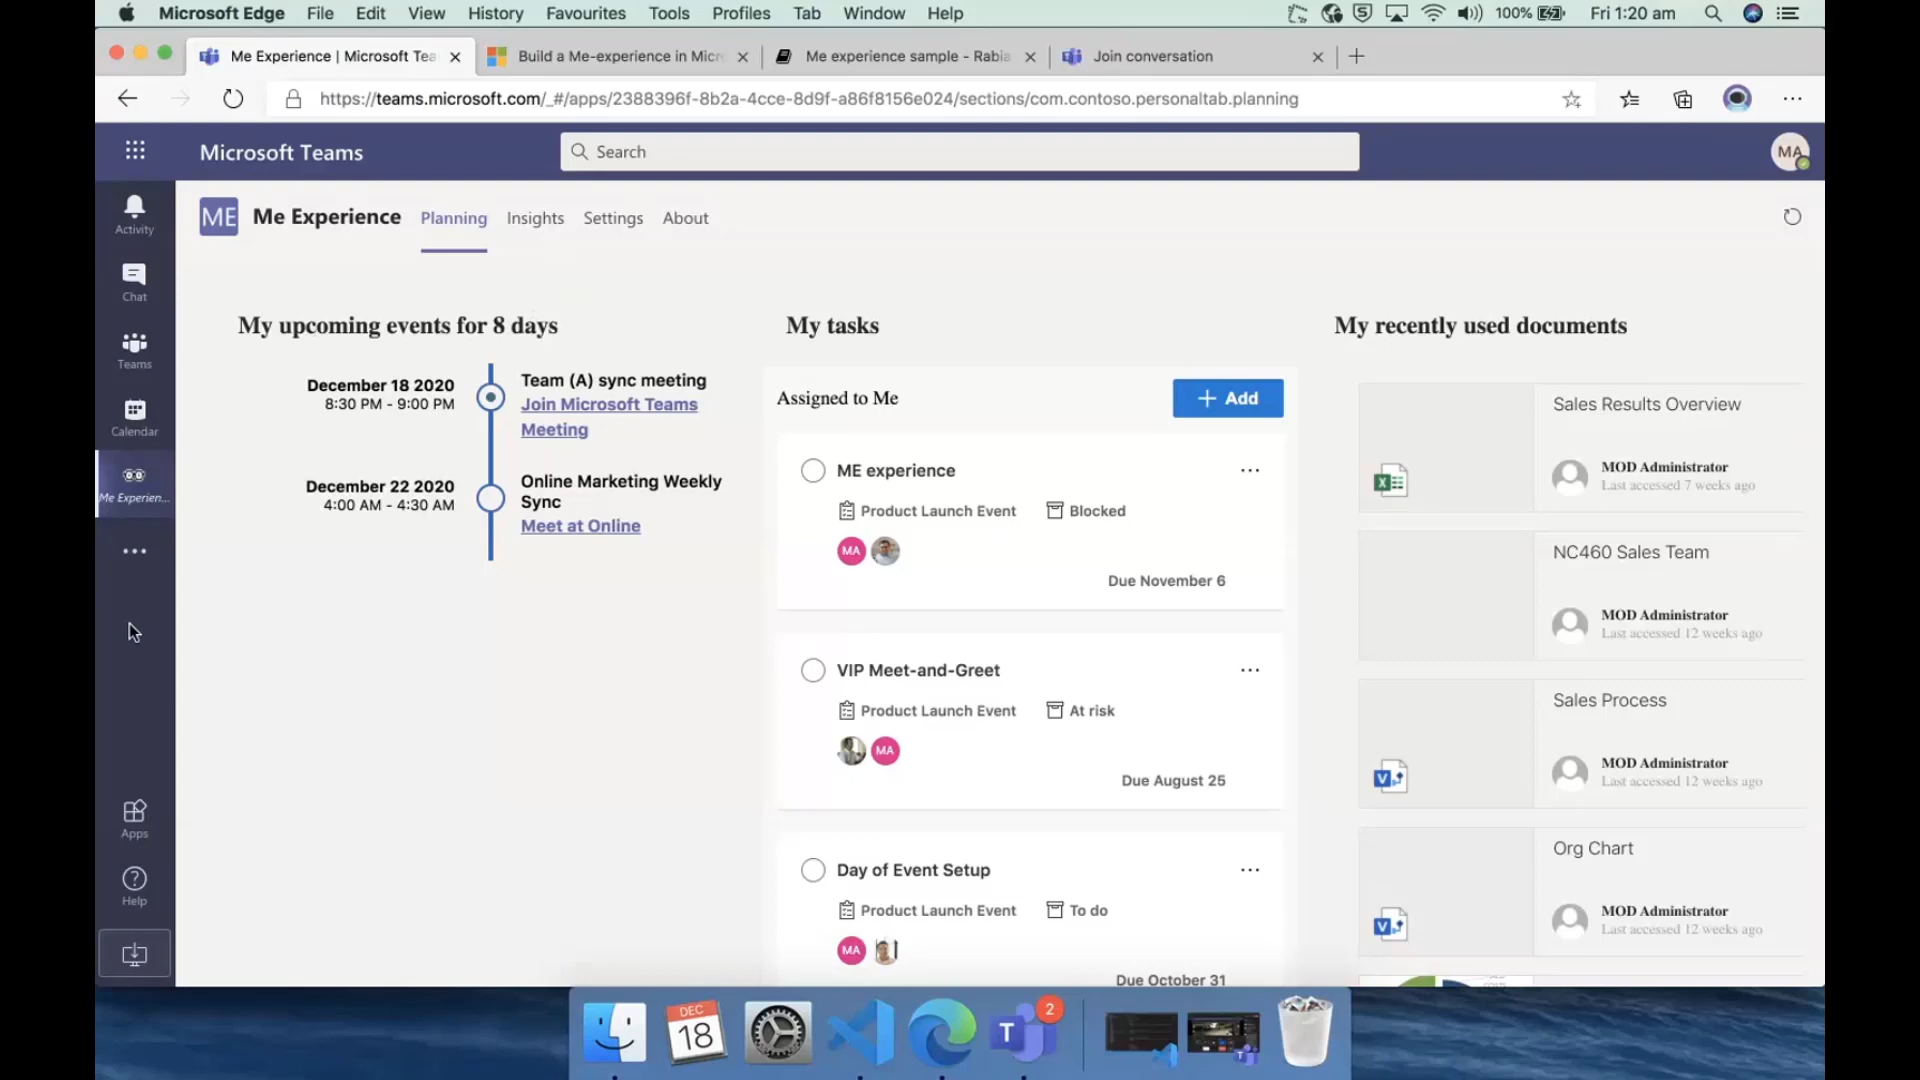 Microsoft Edge File Edit View History Favourites Tools Profiles Tab Window Help 100% Fri 1:20 am
Me Experience | Microsoft Tea Build a Me-experience in Micr Me experience sample - Rabia Join conversation
https://teams.microsoft.com/_#/apps/2388396f-8b2a-4cce-8d9f-a86f8156e024/sections/com.contoso.personaltab.planning
Microsoft Teams Search MA
Activity
Chat
Teams
Calendar
Me Experien...
Apps
Help
ME Me Experience Planning Insights Settings About
My upcoming events for 8 days
December 18 2020
8:30 PM - 9:00 PM
Team (A) sync meeting
Join Microsoft Teams
Meeting
December 22 2020
4:00 AM - 4:30 AM
Online Marketing Weekly
Sync
Meet at Online
My tasks
Assigned to Me + Add
ME experience
Product Launch Event Blocked
MA
Due November 6
VIP Meet-and-Greet
Product Launch Event At risk
MA
Due August 25
Day of Event Setup
Product Launch Event To do
MA
Due October 31
My recently used documents
Sales Results Overview
MOD Administrator
Last accessed 7 weeks ago
NC460 Sales Team
MOD Administrator
Last accessed 12 weeks ago
Sales Process
MOD Administrator
Last accessed 12 weeks ago
Org Chart
MOD Administrator
Last accessed 12 weeks ago
DEC
18
T
2